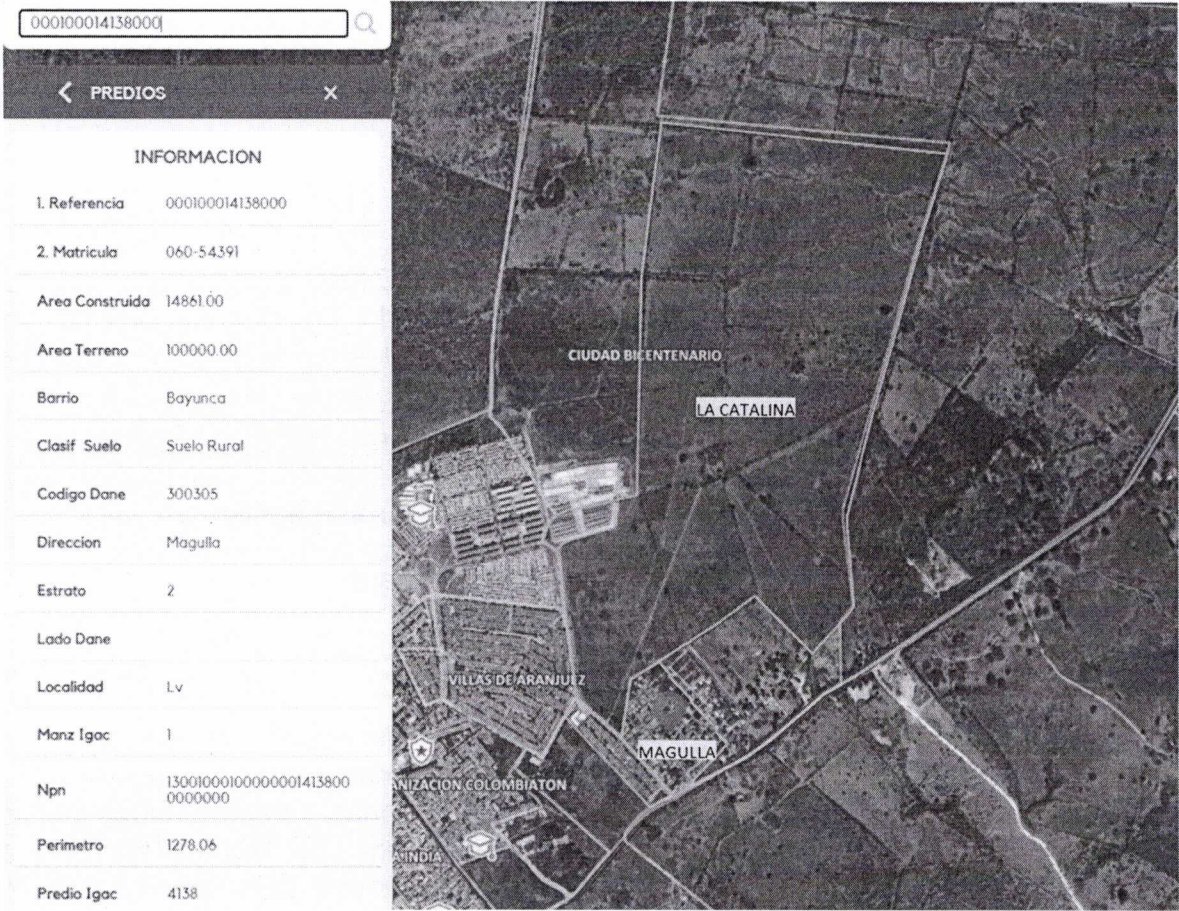 000100014138000
PREDIOS
INFORMACION
1. Referencia 000100014138000
2. Matricula 060-54391
Area Construida 14861.00
Area Terreno 100000.00
Barrio Bayunca
Clasif Suelo Suelo Rural
Codigo Dane 300305
Direccion Magulla
Estrato 2
Lado Dane
Localidad Lv
Manz Igac 1
Npn 13001000100000001413800
0000000
Perimetro 1278.06
Predio Igac 4138
CIUDAD BICENTENARIO
LA CATALINA
VILLAS DE ARANJUEZ
MAGULLA
ANIZACION COLOMBIATON
A INDIA